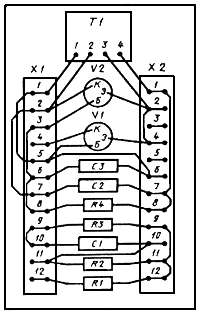 T1
1 2 3 4
X1 V2 X2
1 К 1
2 Э 2
3 Б 3
V1
4 К 4
Э
5 Б 5
6 C3 6
7 C2 7
8 R4 8
9 R3 9
10 C1 10
11 R2 11
12 R1 12